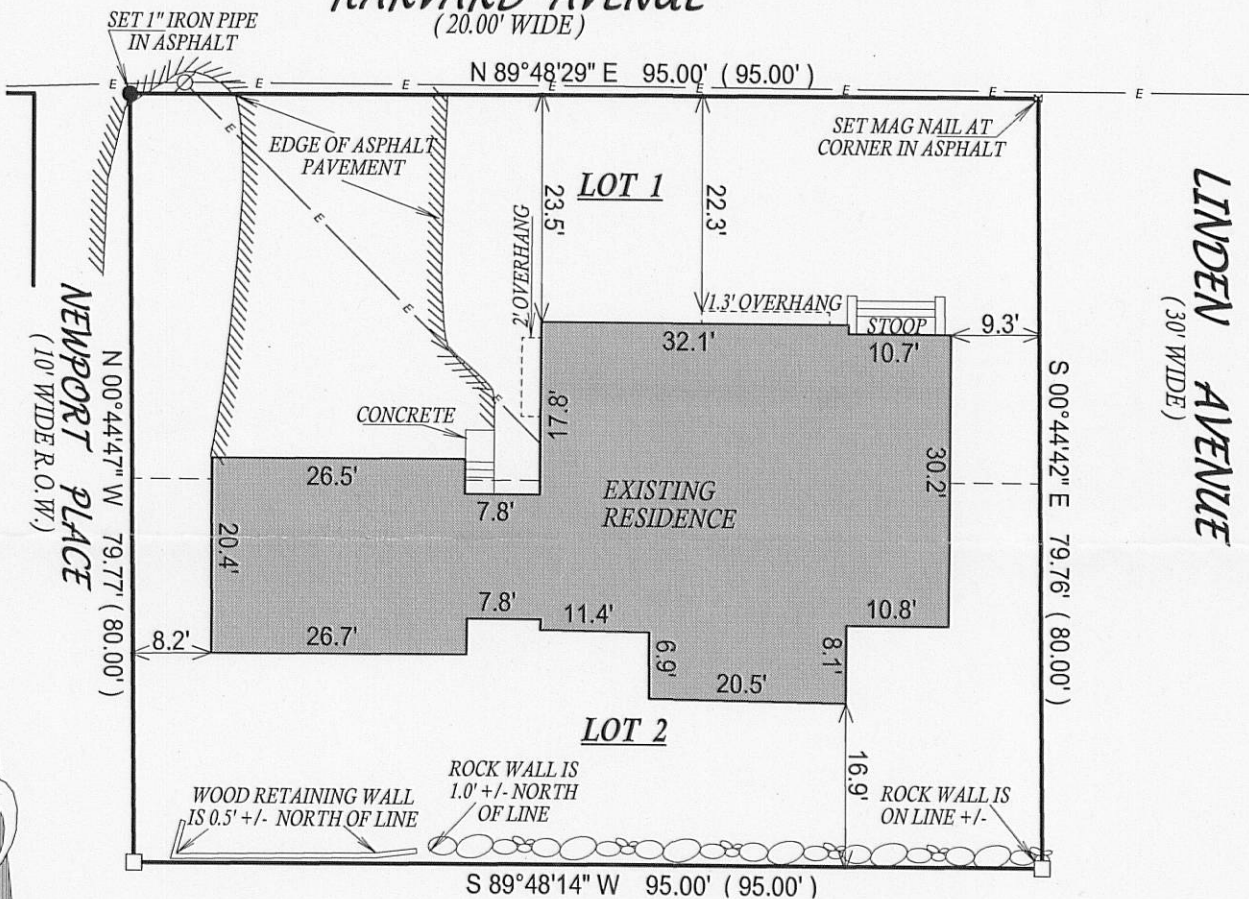 HARVARD AVENUE
( 20.00' WIDE )
SET 1" IRON PIPE
IN ASPHALT
N 89°48'29" E 95.00' ( 95.00' )
E
E
E
E
E
E
E
E
E
E
E
E
EDGE OF ASPHALT
PAVEMENT
SET MAG NAIL AT
CORNER IN ASPHALT
LOT 1
23.5'
22.3'
2' OVERHANG
1.3' OVERHANG
STOOP
32.1'
10.7'
9.3'
LINDEN AVENUE
(30' WIDE)
NEWPORT PLACE
(10' WIDE R.O.W.)
N 00°44'47" W 79.77' ( 80.00' )
S 00°44'42" E 79.76' ( 80.00' )
CONCRETE
17.8'
26.5'
7.8'
EXISTING
RESIDENCE
30.2'
20.4'
8.2'
26.7'
7.8'
11.4'
6.9'
20.5'
8.1'
10.8'
LOT 2
16.9'
WOOD RETAINING WALL
IS 0.5' +/- NORTH OF LINE
ROCK WALL IS
1.0' +/- NORTH
OF LINE
ROCK WALL IS
ON LINE +/-
S 89°48'14" W 95.00' ( 95.00' )